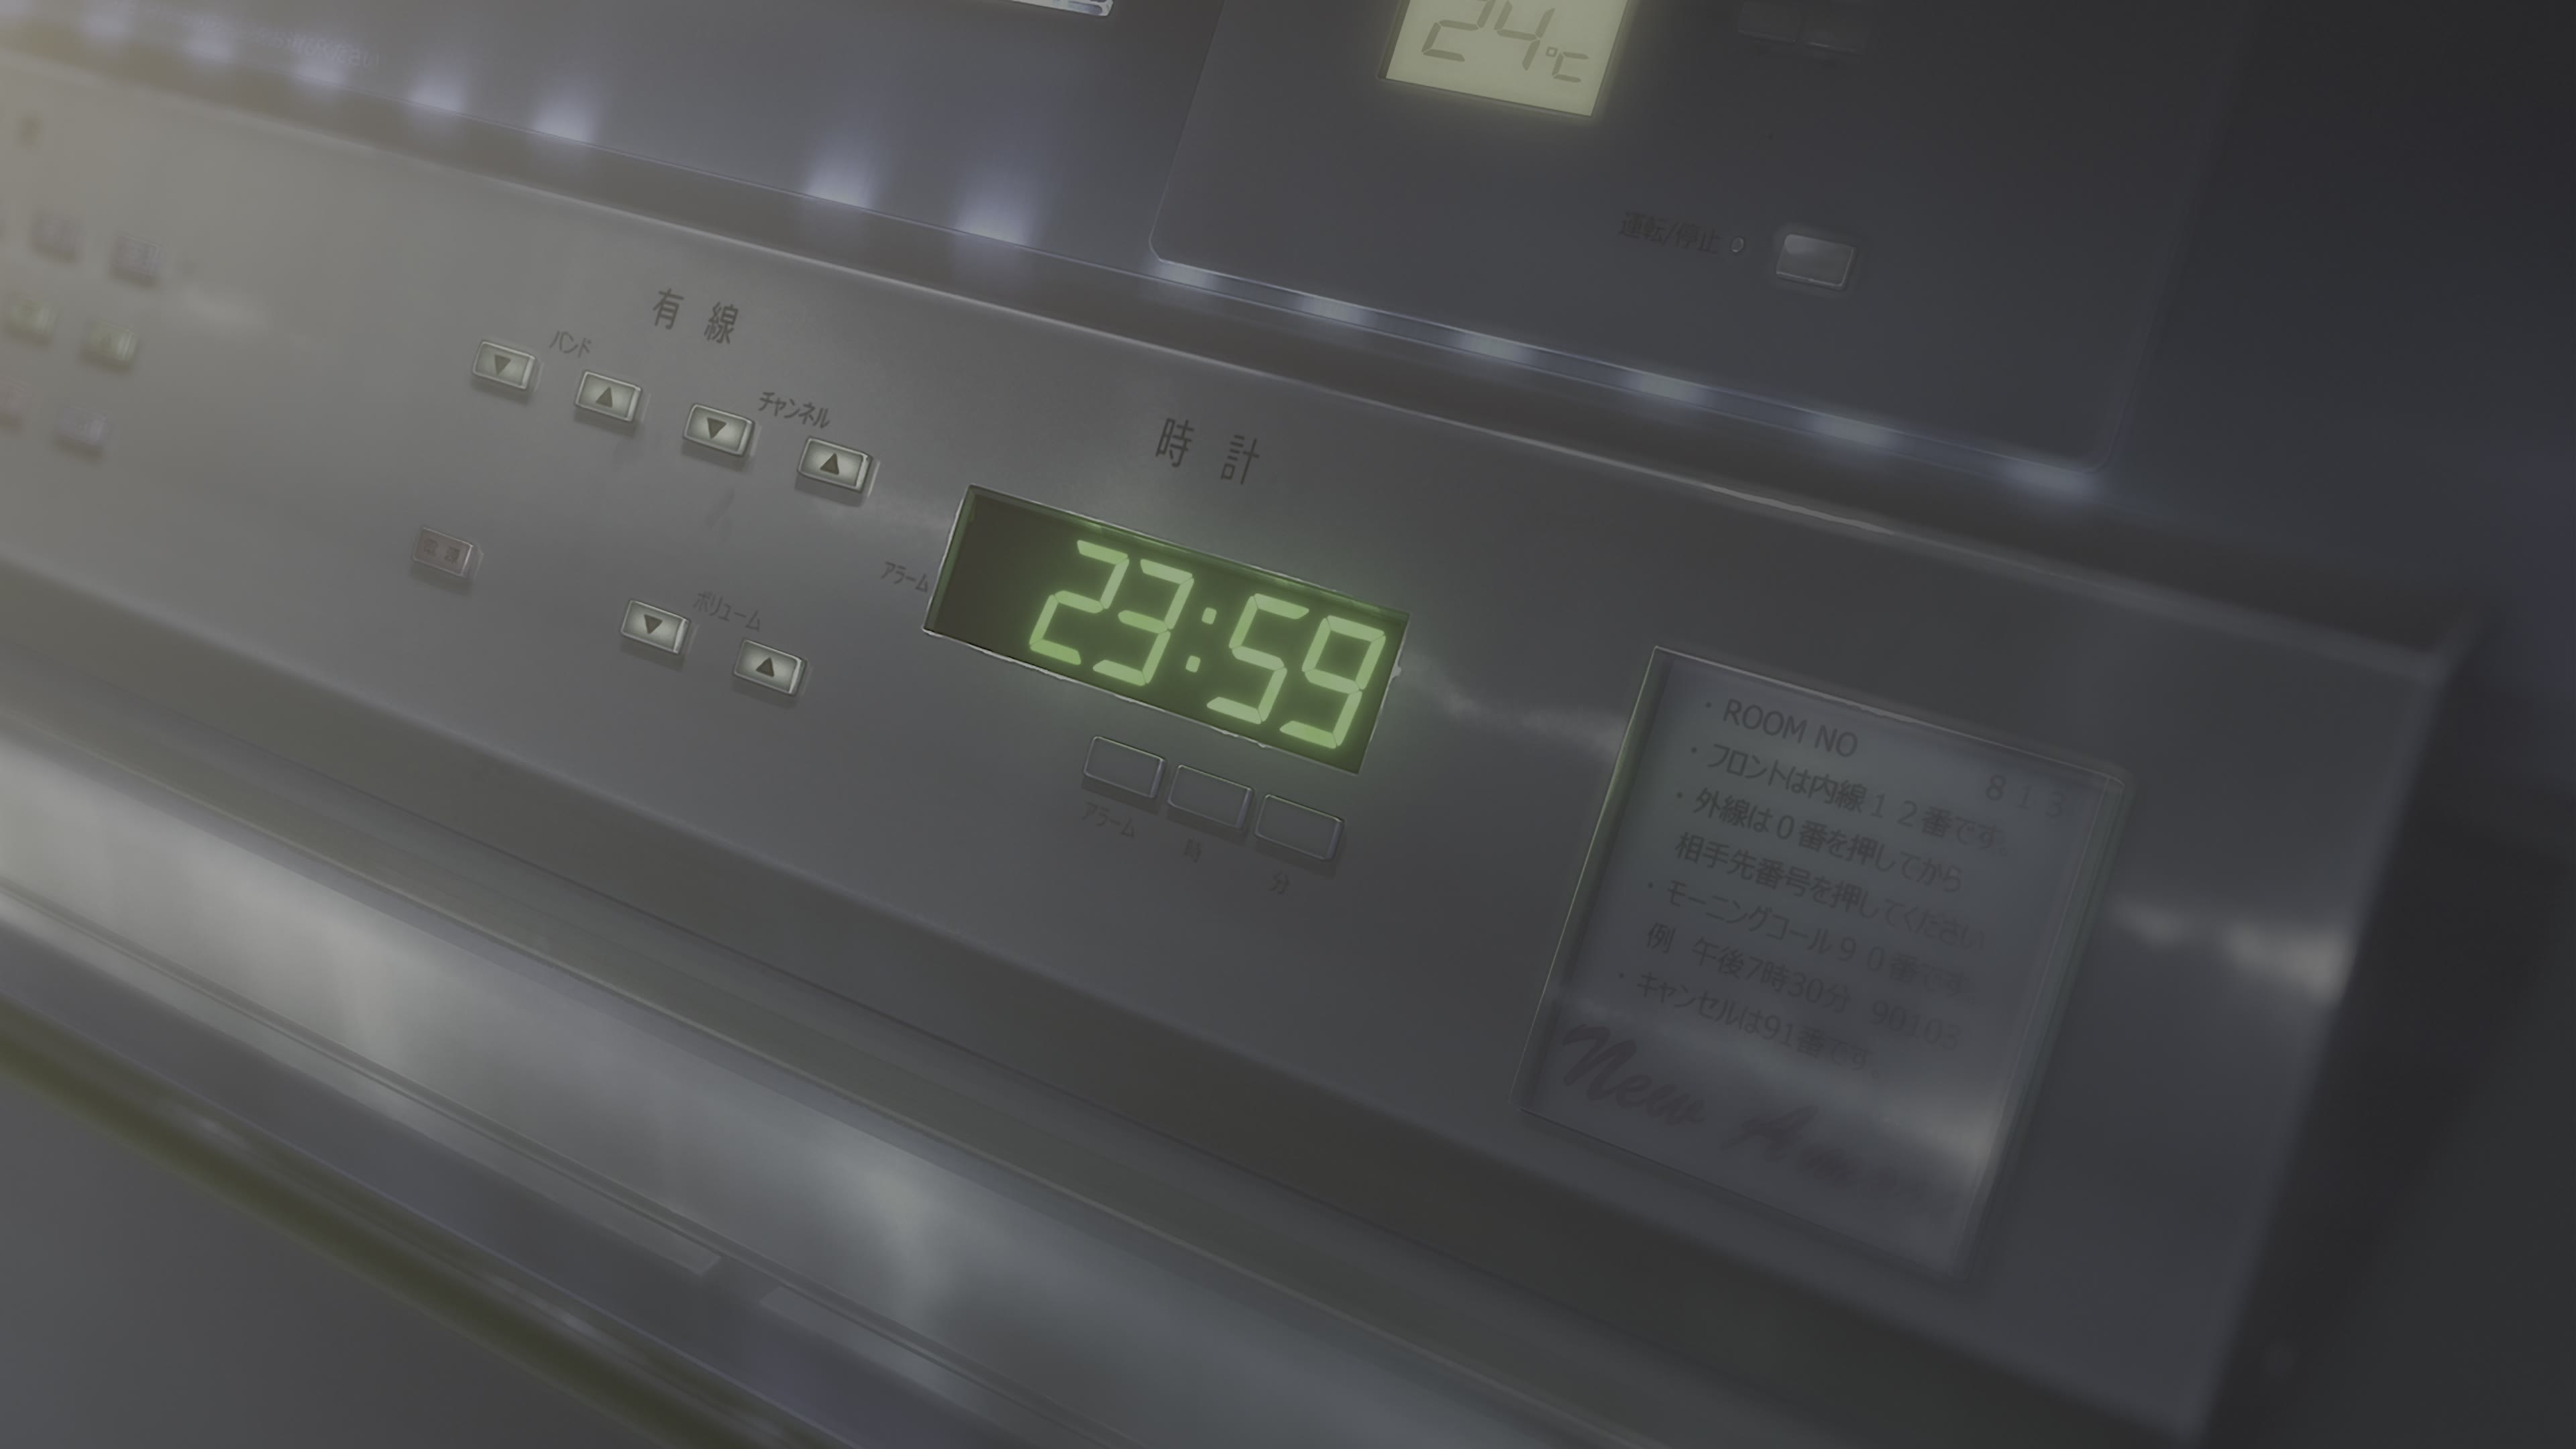 24℃
運転/停止
有線
バンド
チャンネル
電源
ボリューム
時計
アラーム
23:59
アラーム
時
分
・ROOM NO 813
・フロントは内線12番です。
・外線は0番を押してから
相手先番号を押してください
・モーニングコール90番です。
例 午後7時30分 90103
・キャンセルは91番です。
New